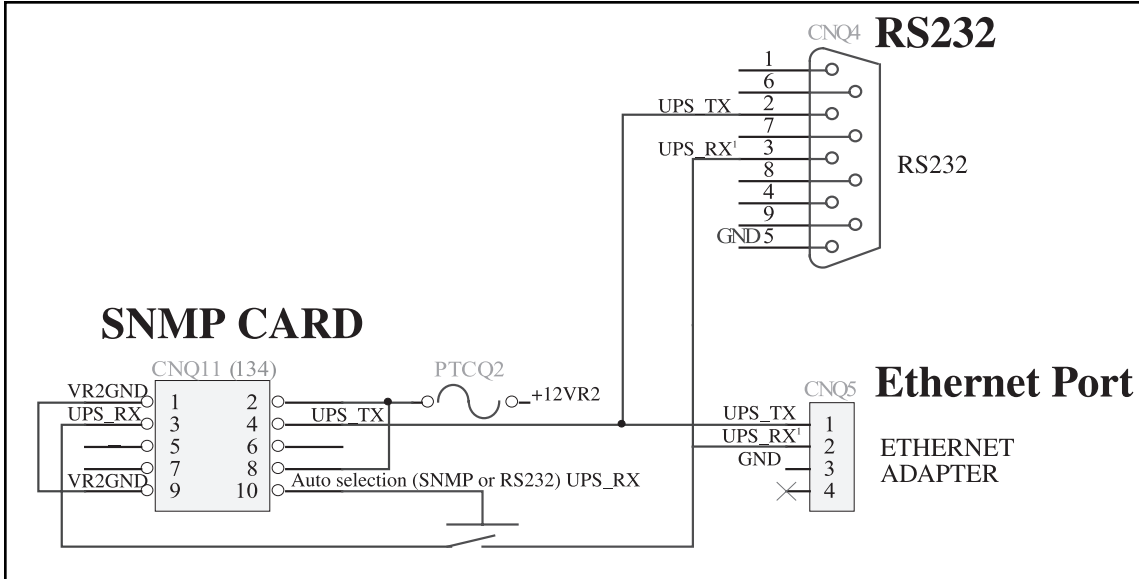 CNQ4 RS232
1
6
UPS_TX 2
7
UPS_RX¹ 3
8
4
9
GND 5
RS232
SNMP CARD
CNQ11 (134)
PTCQ2
+12VR2
VR2GND 1 2
UPS_RX 3 4 UPS_TX
5 6
7 8
VR2GND 9 10 Auto selection (SNMP or RS232) UPS_RX
CNQ5 Ethernet Port
UPS_TX 1
UPS_RX¹ 2
GND 3
4
ETHERNET
ADAPTER